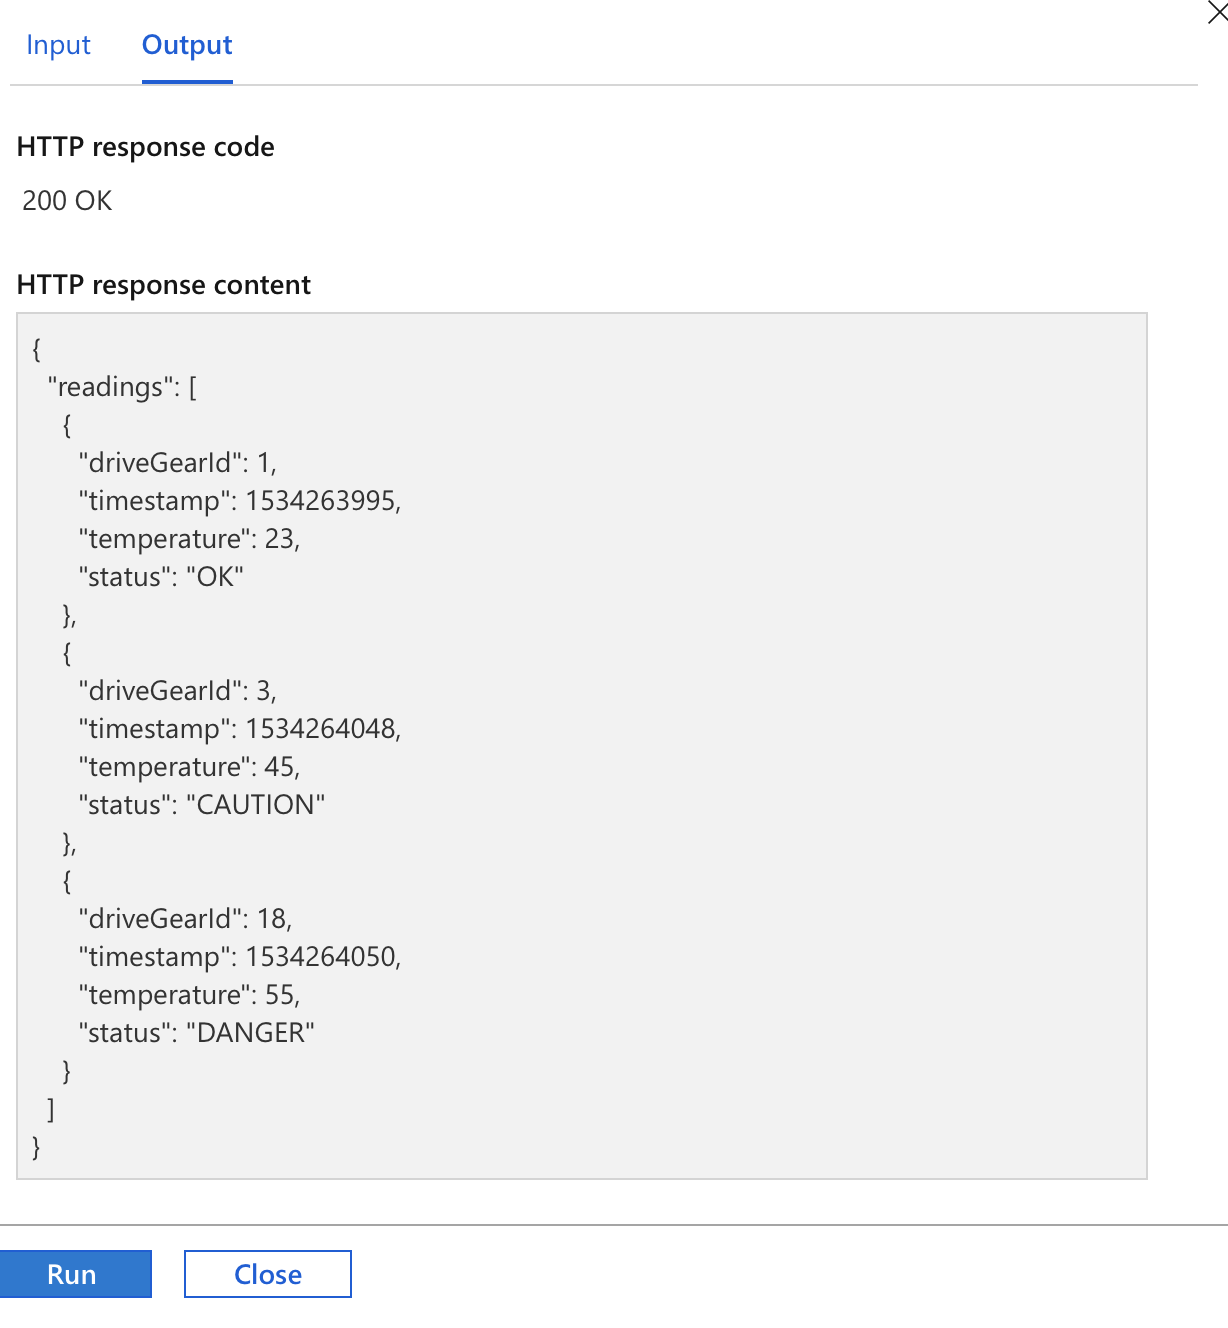 Input Output
HTTP response code
200 OK
HTTP response content
{
"readings": [
{
"driveGearId": 1,
"timestamp": 1534263995,
"temperature": 23,
"status": "OK"
},
{
"driveGearId": 3,
"timestamp": 1534264048,
"temperature": 45,
"status": "CAUTION"
},
{
"driveGearId": 18,
"timestamp": 1534264050,
"temperature": 55,
"status": "DANGER"
}
]
}
Run Close